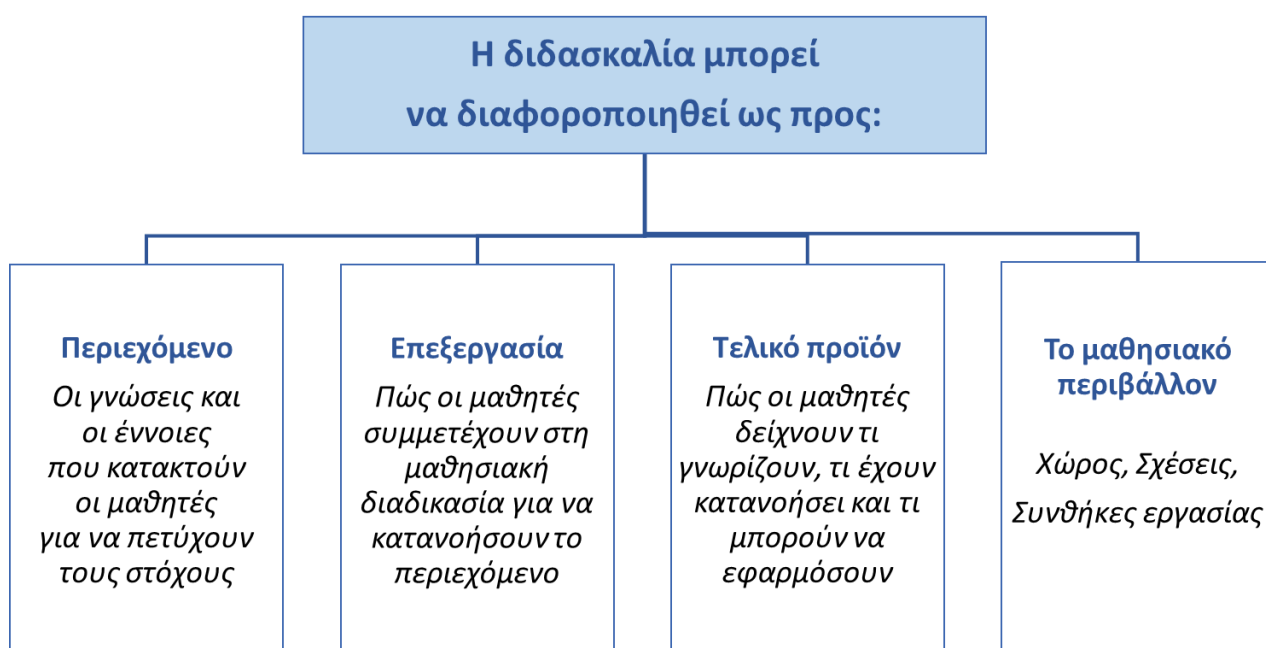 Η διδασκαλία μπορεί
να διαφοροποιηθεί ως προς:
Περιεχόμενο
Οι γνώσεις και
οι έννοιες
που κατακτούν
οι μαθητές
για να πετύχουν
τους στόχους
Επεξεργασία
Πώς οι μαθητές
συμμετέχουν στη
μαθησιακή
διαδικασία για να
κατανοήσουν το
περιεχόμενο
Τελικό προϊόν
Πώς οι μαθητές
δείχνουν τι
γνωρίζουν, τι έχουν
κατανοήσει και τι
μπορούν να
εφαρμόσουν
Το μαθησιακό
περιβάλλον
Χώρος, Σχέσεις,
Συνθήκες εργασίας